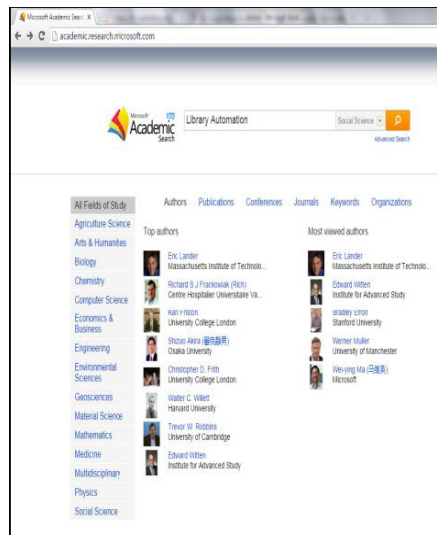 Microsoft Academic Sear X
academic.research.microsoft.com
Microsoft
Academic
Search
Library Automation
Social Science
Advanced Search
All Fields of Study
Agriculture Science
Arts & Humanities
Biology
Chemistry
Computer Science
Economics &
Business
Engineering
Environmental
Sciences
Geosciences
Material Science
Mathematics
Medicine
Multidisciplinary
Physics
Social Science
Authors Publications Conferences Journals Keywords Organizations
Top authors
Eric Lander
Massachusetts Institute of Technolo...
Richard S J Frackowiak (Rich)
Centre Hospitalier Universitaire Va...
Karl Friston
University College London
Shizuo Akira
Osaka University
Christopher D. Frith
University College London
Walter C. Willett
Harvard University
Trevor W. Robbins
University of Cambridge
Edward Witten
Institute for Advanced Study
Most viewed authors
Eric Lander
Massachusetts Institute of Technolo...
Edward Witten
Institute for Advanced Study
Bradley Efron
Stanford University
Werner Muller
University of Manchester
Wei-ying Ma
Microsoft